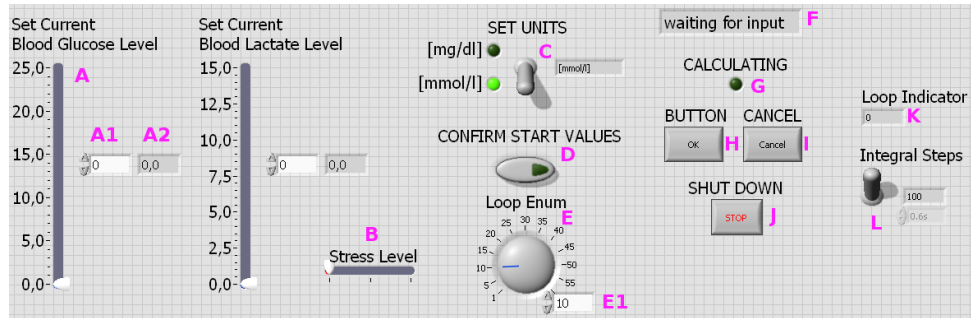 Set Current
Blood Glucose Level
25,0
20,0
15,0
10,0
5,0
0,0
A
A1
A2
0
0,0
Set Current
Blood Lactate Level
15,0
12,5
10,0
7,5
5,0
2,5
0,0
0
0,0
B
Stress Level
SET UNITS
[mg/dl]
[mmol/l]
C
[mmol/l]
CONFIRM START VALUES
D
Loop Enum
E
1
5
10
15
20
25
30
35
40
45
50
55
10
E1
waiting for input
F
CALCULATING
G
BUTTON
OK
H
CANCEL
Cancel
I
SHUT DOWN
STOP
J
Loop Indicator
0
K
Integral Steps
100
0.6s
L